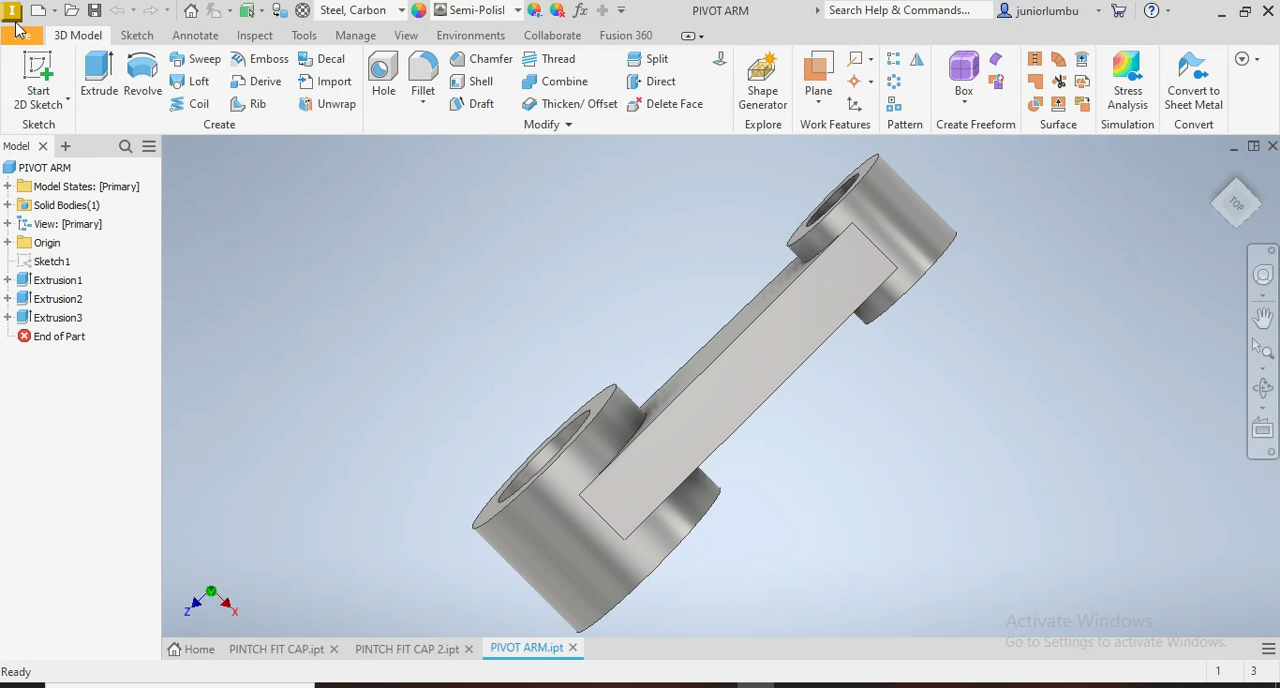 Steel, Carbon
Semi-Polisl
fx
PIVOT ARM
Search Help & Commands...
junior­lumbu
3D Model
Sketch
Annotate
Inspect
Tools
Manage
View
Environments
Collaborate
Fusion 360
Start
2D Sketch
Extrude
Revolve
Sweep
Emboss
Decal
Loft
Derive
Import
Coil
Rib
Unwrap
Hole
Fillet
Chamfer
Thread
Split
Shell
Combine
Direct
Draft
Thicken/ Offset
Delete Face
Shape
Generator
Plane
Box
Stress
Analysis
Convert to
Sheet Metal
Sketch
Create
Modify
Explore
Work Features
Pattern
Create Freeform
Surface
Simulation
Convert
Model
PIVOT ARM
Model States: [Primary]
Solid Bodies(1)
View: [Primary]
Origin
Sketch1
Extrusion1
Extrusion2
Extrusion3
End of Part
TOP
Z
X
Activate Windows
Go to Settings to activate Windows.
Home
PINTCH FIT CAP.ipt
PINTCH FIT CAP 2.ipt
PIVOT ARM.ipt
Ready
1
3